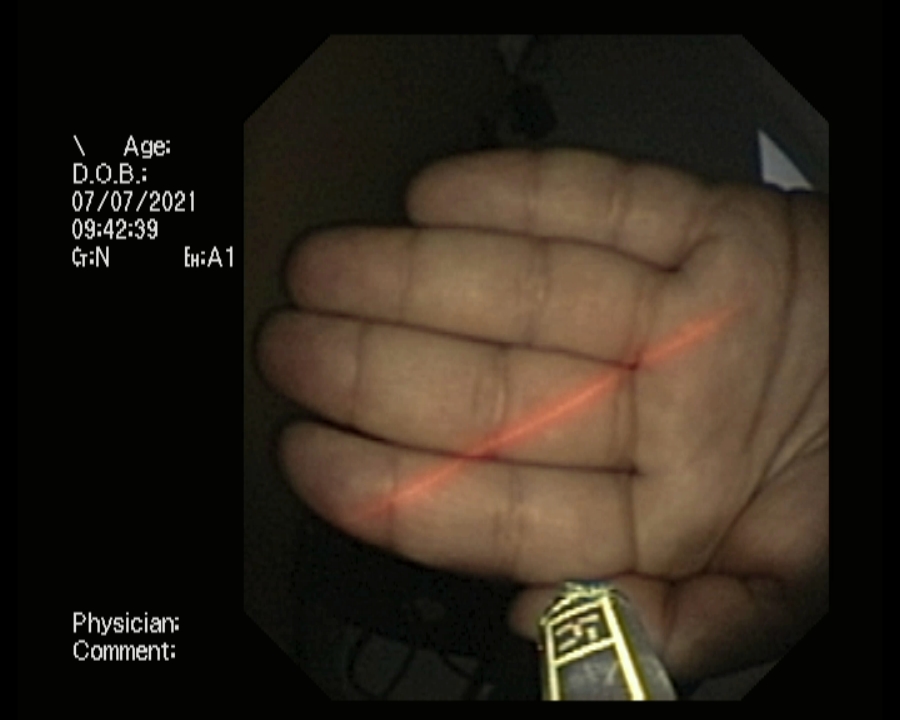 \ Age:
D.O.B.:
07/07/2021
09:42:39
Cr:N EH:A1
Physician:
Comment: